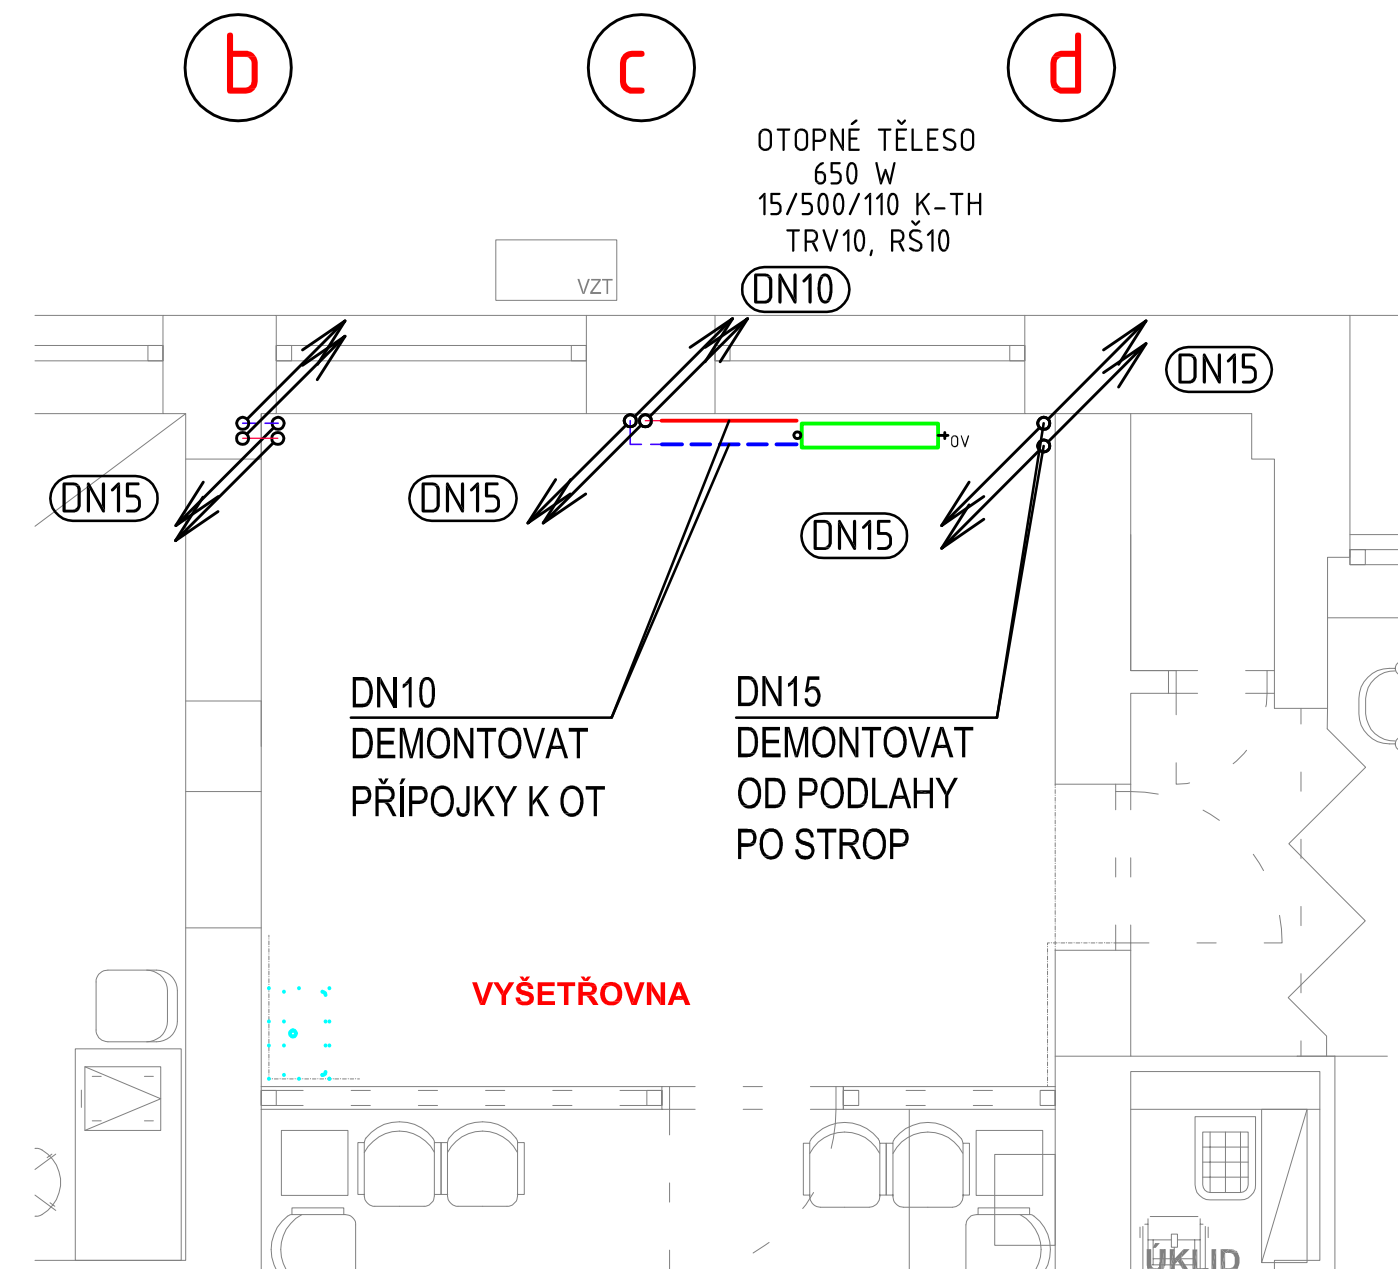 b
c
d
OTOPNÉ TĚLESO
650 W
15/500/110 K-TH
TRV10, RŠ10
VZT
DN10
DN15
DN15
DN15
DN15
OV
DN10
DEMONTOVAT
PŘÍPOJKY K OT
DN15
DEMONTOVAT
OD PODLAHY
PO STROP
VYŠETŘOVNA
ÚKLID